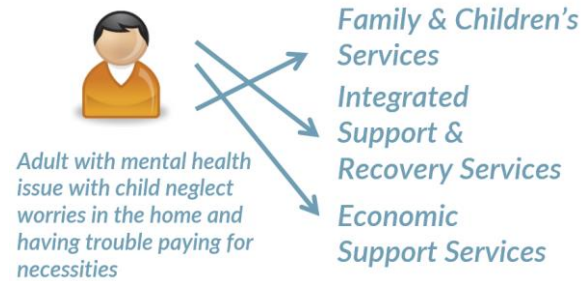 Family & Children's
Services
Integrated
Support &
Recovery Services
Economic
Support Services
Adult with mental health
issue with child neglect
worries in the home and
having trouble paying for
necessities